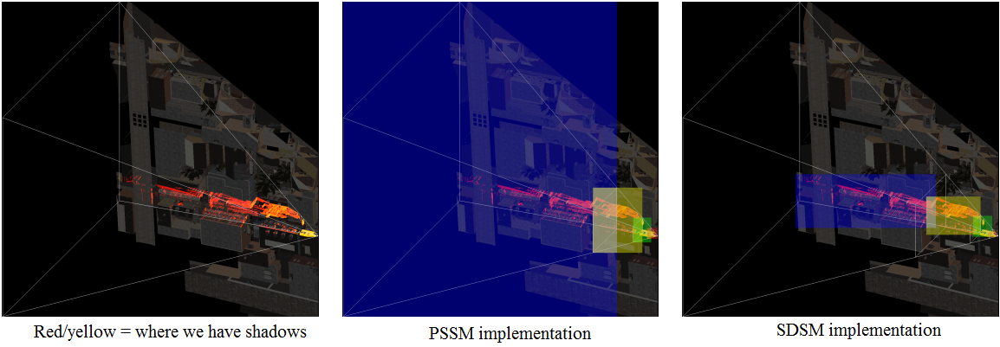 Red/yellow = where we have shadows
PSSM implementation
SDSM implementation